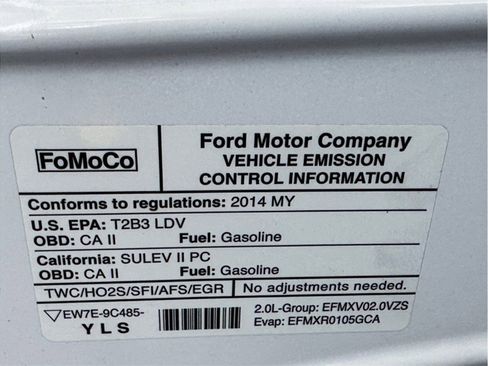 FoMoCo
Ford Motor Company
VEHICLE EMISSION
CONTROL INFORMATION
Conforms to regulations: 2014 MY
U.S. EPA: T2B3 LDV
OBD: CA II Fuel: Gasoline
California: SULEV II PC
OBD: CA II Fuel: Gasoline
TWC/HO2S/SFI/AFS/EGR No adjustments needed.
EW7E-9C485-
Y L S
2.0L-Group: EFMXV02.0VZS
Evap: EFMXR0105GCA